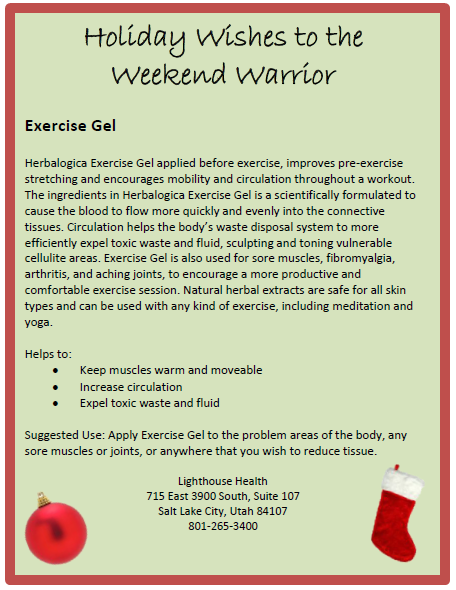 Holiday Wishes to the
Weekend Warrior
Exercise Gel
Herbalogica Exercise Gel applied before exercise, improves pre-exercise
stretching and encourages mobility and circulation throughout a workout.
The ingredients in Herbalogica Exercise Gel is a scientifically formulated to
cause the blood to flow more quickly and evenly into the connective
tissues. Circulation helps the body’s waste disposal system to more
efficiently expel toxic waste and fluid, sculpting and toning vulnerable
cellulite areas. Exercise Gel is also used for sore muscles, fibromyalgia,
arthritis, and aching joints, to encourage a more productive and
comfortable exercise session. Natural herbal extracts are safe for all skin
types and can be used with any kind of exercise, including meditation and
yoga.
Helps to:
• Keep muscles warm and moveable
• Increase circulation
• Expel toxic waste and fluid
Suggested Use: Apply Exercise Gel to the problem areas of the body, any
sore muscles or joints, or anywhere that you wish to reduce tissue.
Lighthouse Health
715 East 3900 South, Suite 107
Salt Lake City, Utah 84107
801-265-3400